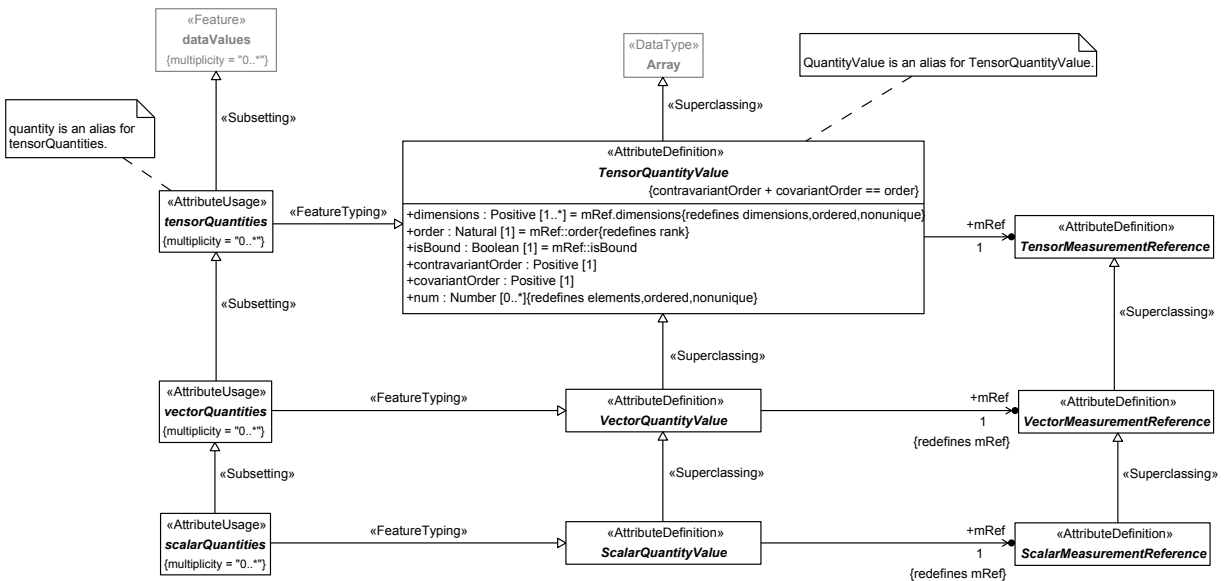 «Feature»
dataValues
{multiplicity = "0..*"}
«DataType»
Array
QuantityValue is an alias for TensorQuantityValue.
«Subsetting»
«Superclassing»
quantity is an alias for
tensorQuantities.
«AttributeUsage»
tensorQuantities
{multiplicity = "0..*"}
«FeatureTyping»
«AttributeDefinition»
TensorQuantityValue
{contravariantOrder + covariantOrder == order}
+dimensions : Positive [1..*] = mRef.dimensions{redefines dimensions,ordered,nonunique}
+order : Natural [1] = mRef::order{redefines rank}
+isBound : Boolean [1] = mRef::isBound
+contravariantOrder : Positive [1]
+covariantOrder : Positive [1]
+num : Number [0..*]{redefines elements,ordered,nonunique}
+mRef
1
«AttributeDefinition»
TensorMeasurementReference
«Subsetting»
«Superclassing»
«Superclassing»
«AttributeUsage»
vectorQuantities
{multiplicity = "0..*"}
«FeatureTyping»
«AttributeDefinition»
VectorQuantityValue
+mRef
1
{redefines mRef}
«AttributeDefinition»
VectorMeasurementReference
«Subsetting»
«Superclassing»
«Superclassing»
«AttributeUsage»
scalarQuantities
{multiplicity = "0..*"}
«FeatureTyping»
«AttributeDefinition»
ScalarQuantityValue
+mRef
1
{redefines mRef}
«AttributeDefinition»
ScalarMeasurementReference